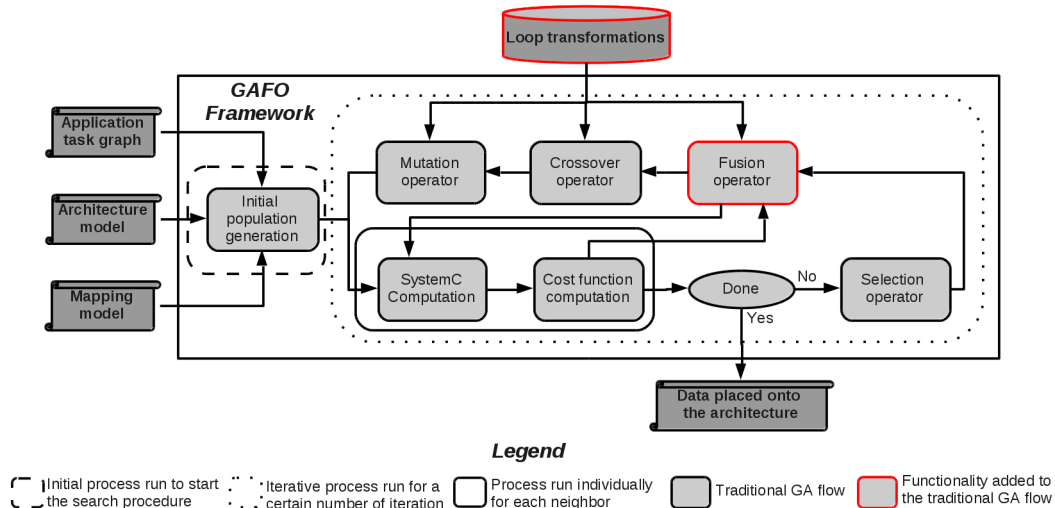 Loop transformations
GAFO
Framework
Application
task graph
Mutation
operator
Crossover
operator
Fusion
operator
Architecture
model
Initial
population
generation
SystemC
Computation
Cost function
computation
Done
No
Selection
operator
Mapping
model
Yes
Data placed onto
the architecture
Legend
Initial process run to start
the search procedure
Iterative process run for a
certain number of iteration
Process run individually
for each neighbor
Traditional GA flow
Functionality added to
the traditional GA flow